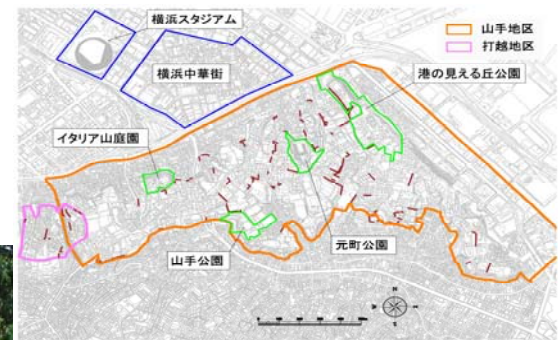 横浜スタジアム
山手地区
打越地区
横浜中華街
港の見える丘公園
イタリア山庭園
元町公園
山手公園